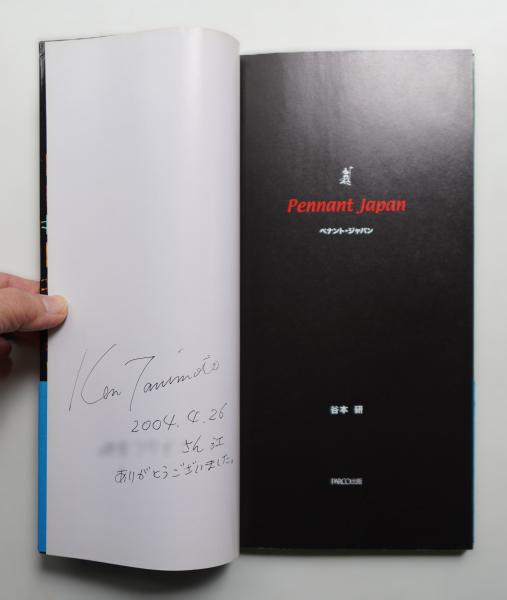 Ken Tanimoto
2004.4.26
さん江
ありがとうございました。
Pennant Japan
ペナント・ジャパン
谷本 研
PARCO出版